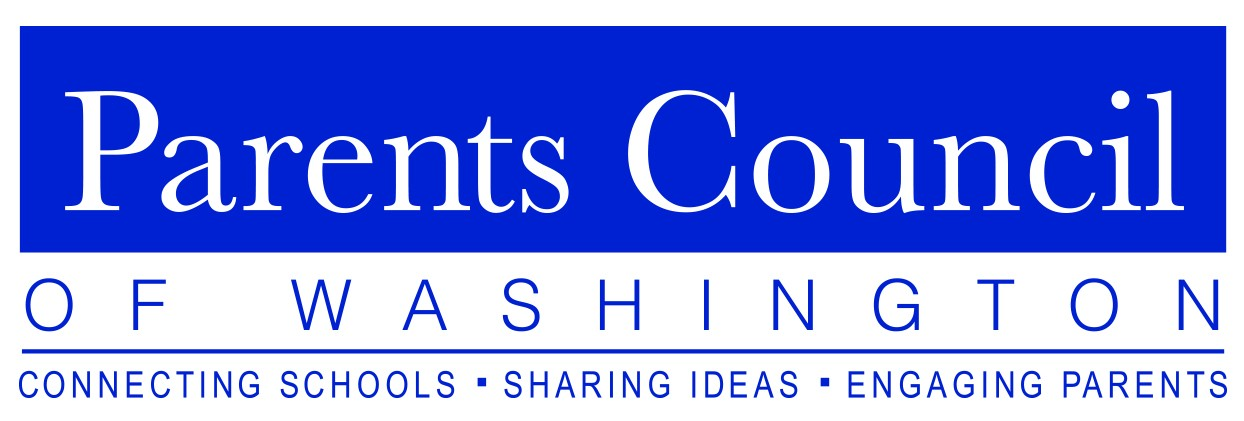 Parents Council
OF WASHINGTON
CONNECTING SCHOOLS ▪ SHARING IDEAS ▪ ENGAGING PARENTS